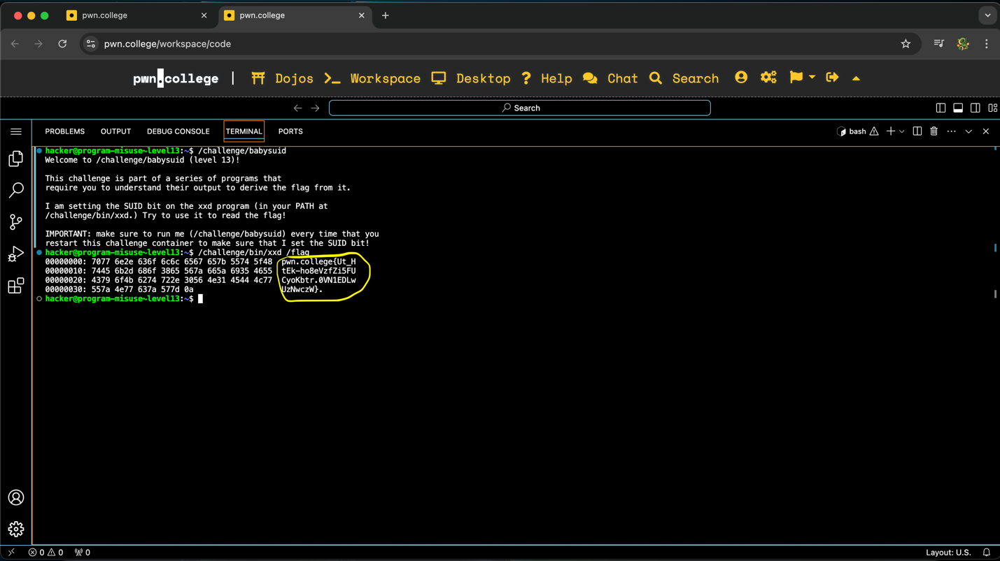 pwn.college
pwn.college
pwn.college/workspace/code
pwn.college | Dojos Workspace Desktop Help Chat Search
Search
PROBLEMS OUTPUT DEBUG CONSOLE TERMINAL PORTS bash
hacker@program-misuse~level13:~$ /challenge/babysuid
Welcome to /challenge/babysuid (level 13)!
This challenge is part of a series of programs that
require you to understand their output to derive the flag from it.
I am setting the SUID bit on the xxd program (in your PATH at
/challenge/bin/xxd.) Try to use it to read the flag!
IMPORTANT: make sure to run me (/challenge/babysuid) every time that you
restart this challenge container to make sure that I set the SUID bit!
hacker@program-misuse~level13:~$ /challenge/bin/xxd /flag
00000000: 7077 6e2e 636f 6c6c 6567 657b 5574 5f48 pwn.college{Ut_H
00000010: 7445 6b2d 686f 3865 567a 665a 6935 4655 tEk-ho8eVzfZi5FU
00000020: 4379 6f4b 6274 722e 3056 4e31 4544 4c77 CyoKbtr.0VN1EDLw
00000030: 557a 4e77 637a 577d 0a UzNwczW}.
hacker@program-misuse~level13:~$
0 0 0 Layout: U.S.